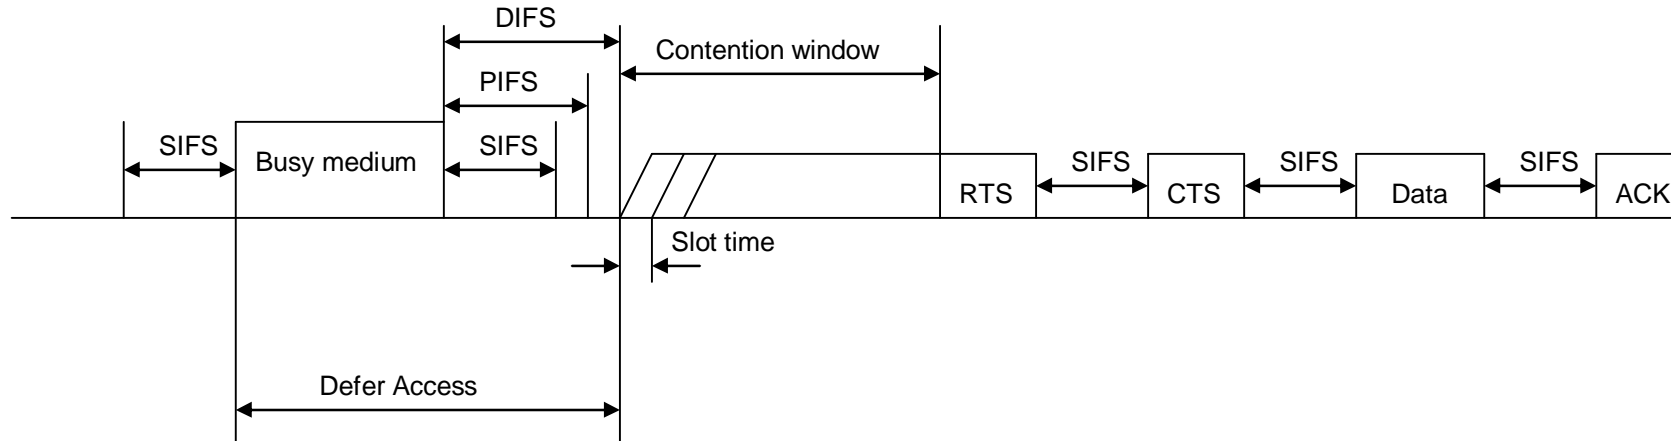 DIFS
Contention window
PIFS
SIFS
Busy medium
SIFS
RTS
SIFS
CTS
SIFS
Data
SIFS
ACK
Slot time
Defer Access